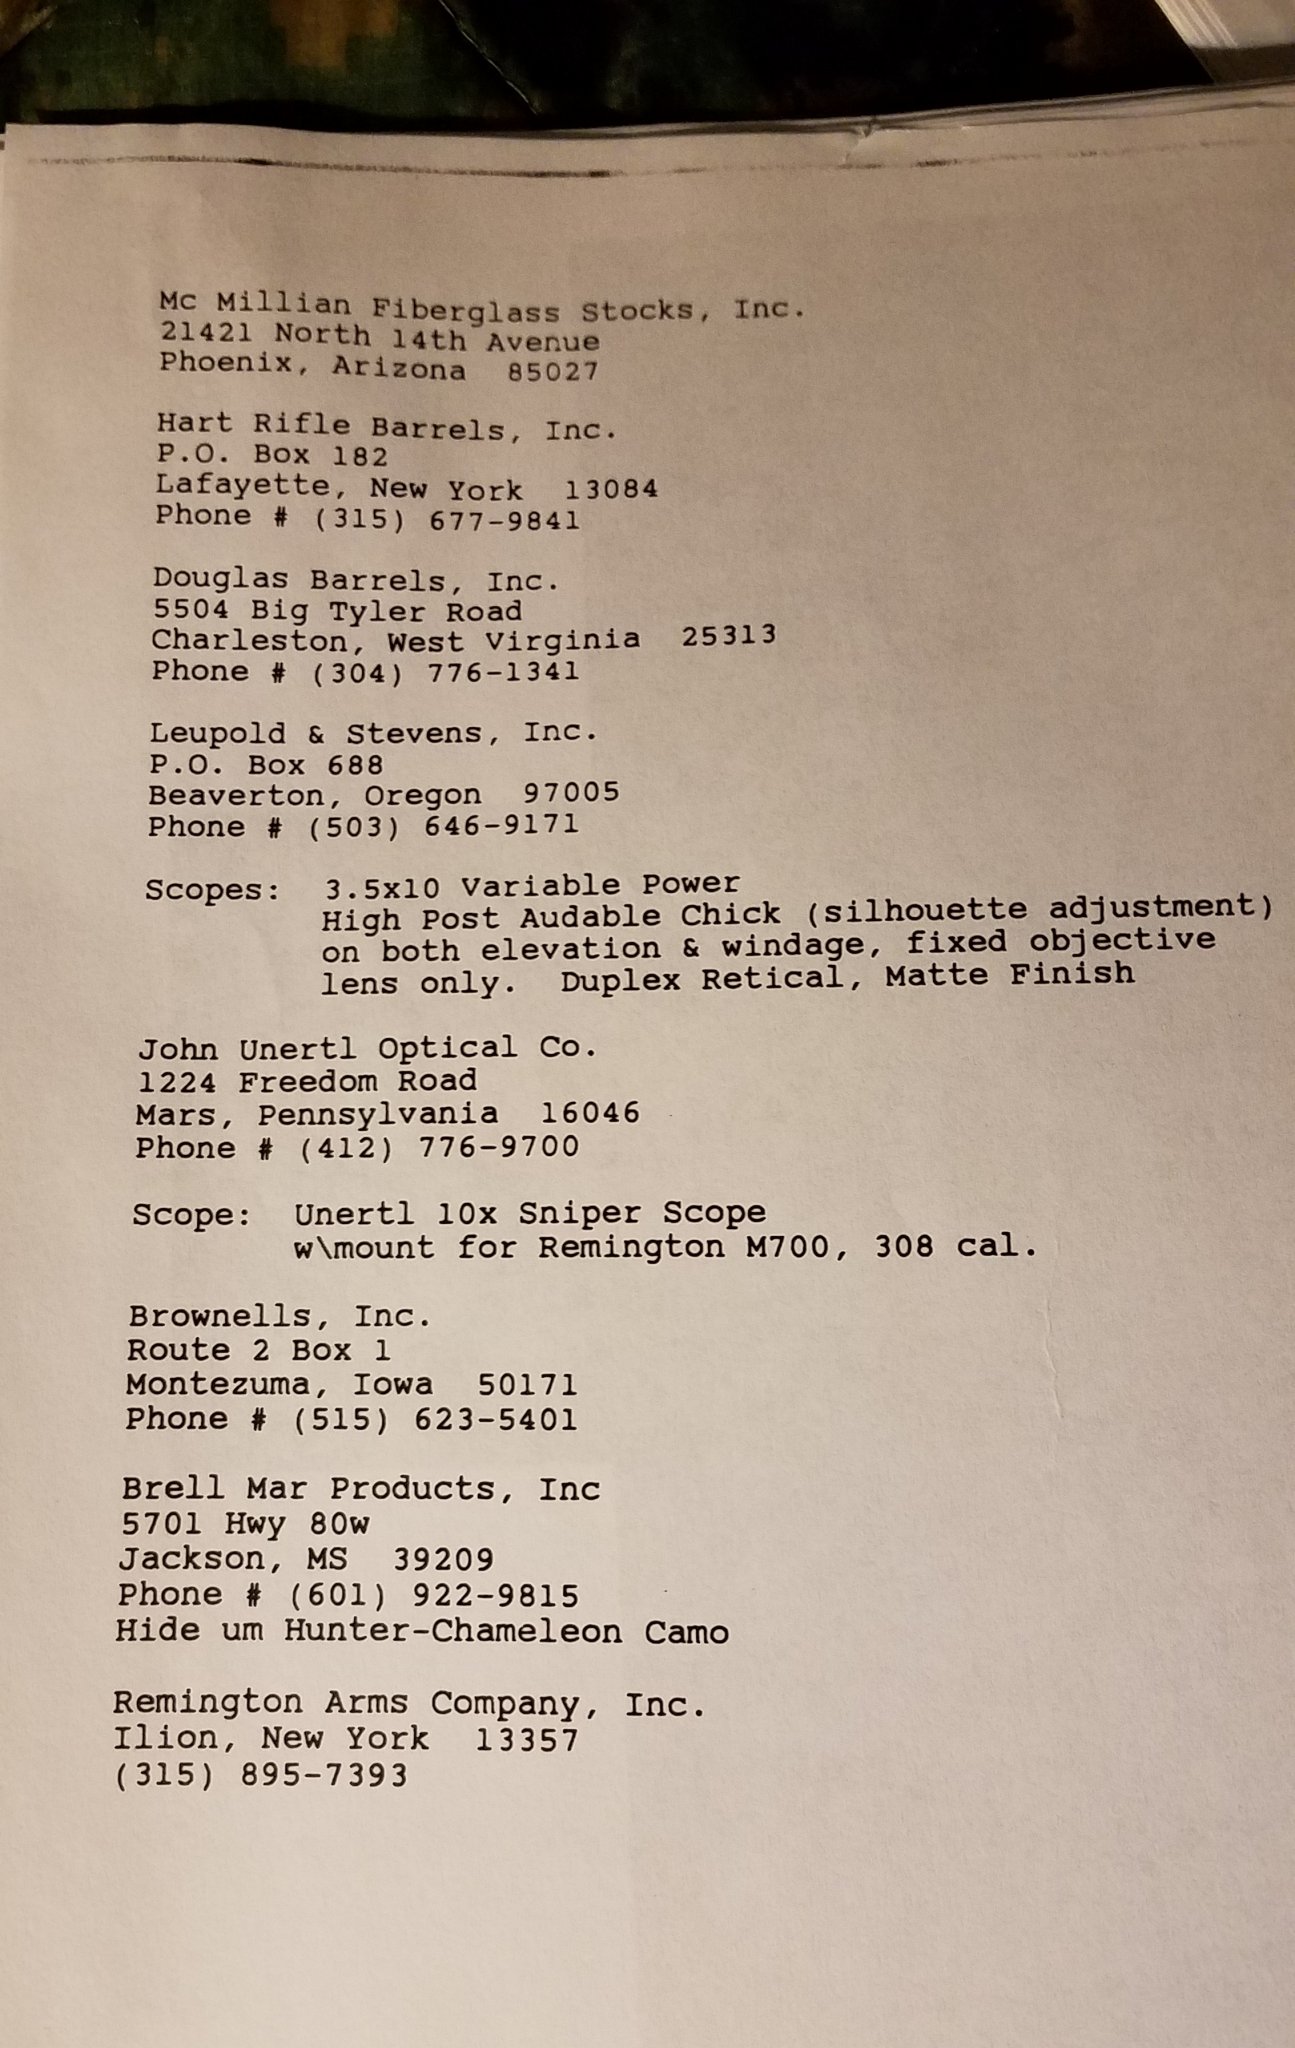 Mc Millian Fiberglass Stocks, Inc.
21421 North 14th Avenue
Phoenix, Arizona 85027
Hart Rifle Barrels, Inc.
P.O. Box 182
Lafayette, New York 13084
Phone # (315) 677-9841
Douglas Barrels, Inc.
5504 Big Tyler Road
Charleston, West Virginia 25313
Phone # (304) 776-1341
Leupold & Stevens, Inc.
P.O. Box 688
Beaverton, Oregon 97005
Phone # (503) 646-9171
Scopes: 3.5x10 Variable Power
High Post Audable Chick (silhouette adjustment)
on both elevation & windage, fixed objective
lens only. Duplex Retical, Matte Finish
John Unertl Optical Co.
1224 Freedom Road
Mars, Pennsylvania 16046
Phone # (412) 776-9700
Scope: Unertl 10x Sniper Scope
w\mount for Remington M700, 308 cal.
Brownells, Inc.
Route 2 Box 1
Montezuma, Iowa 50171
Phone # (515) 623-5401
Brell Mar Products, Inc
5701 Hwy 80w
Jackson, MS 39209
Phone # (601) 922-9815
Hide um Hunter-Chameleon Camo
Remington Arms Company, Inc.
Ilion, New York 13357
(315) 895-7393